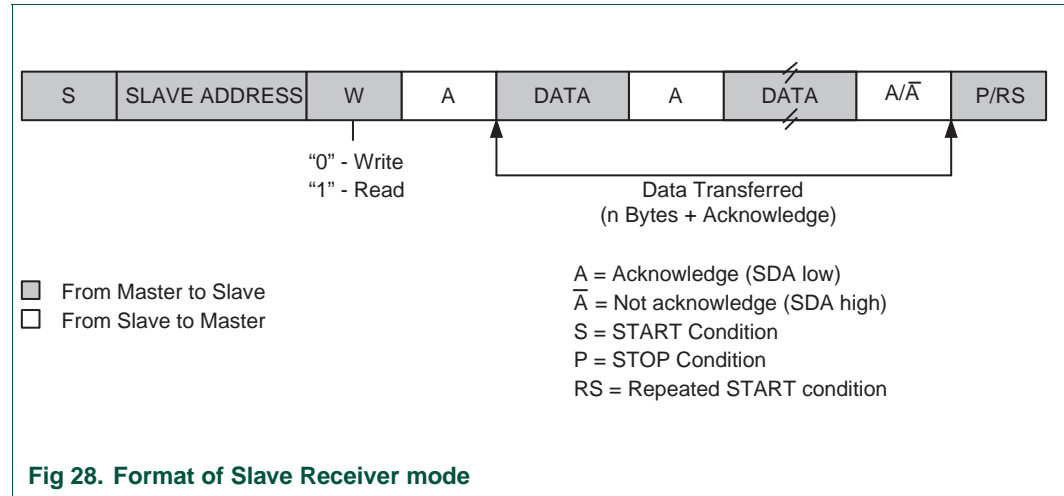 S SLAVE ADDRESS W A DATA A DATA A/A̅ P/RS
“0” - Write
“1” - Read
Data Transferred
(n Bytes + Acknowledge)
From Master to Slave
From Slave to Master
A = Acknowledge (SDA low)
A̅ = Not acknowledge (SDA high)
S = START Condition
P = STOP Condition
RS = Repeated START condition
Fig 28. Format of Slave Receiver mode